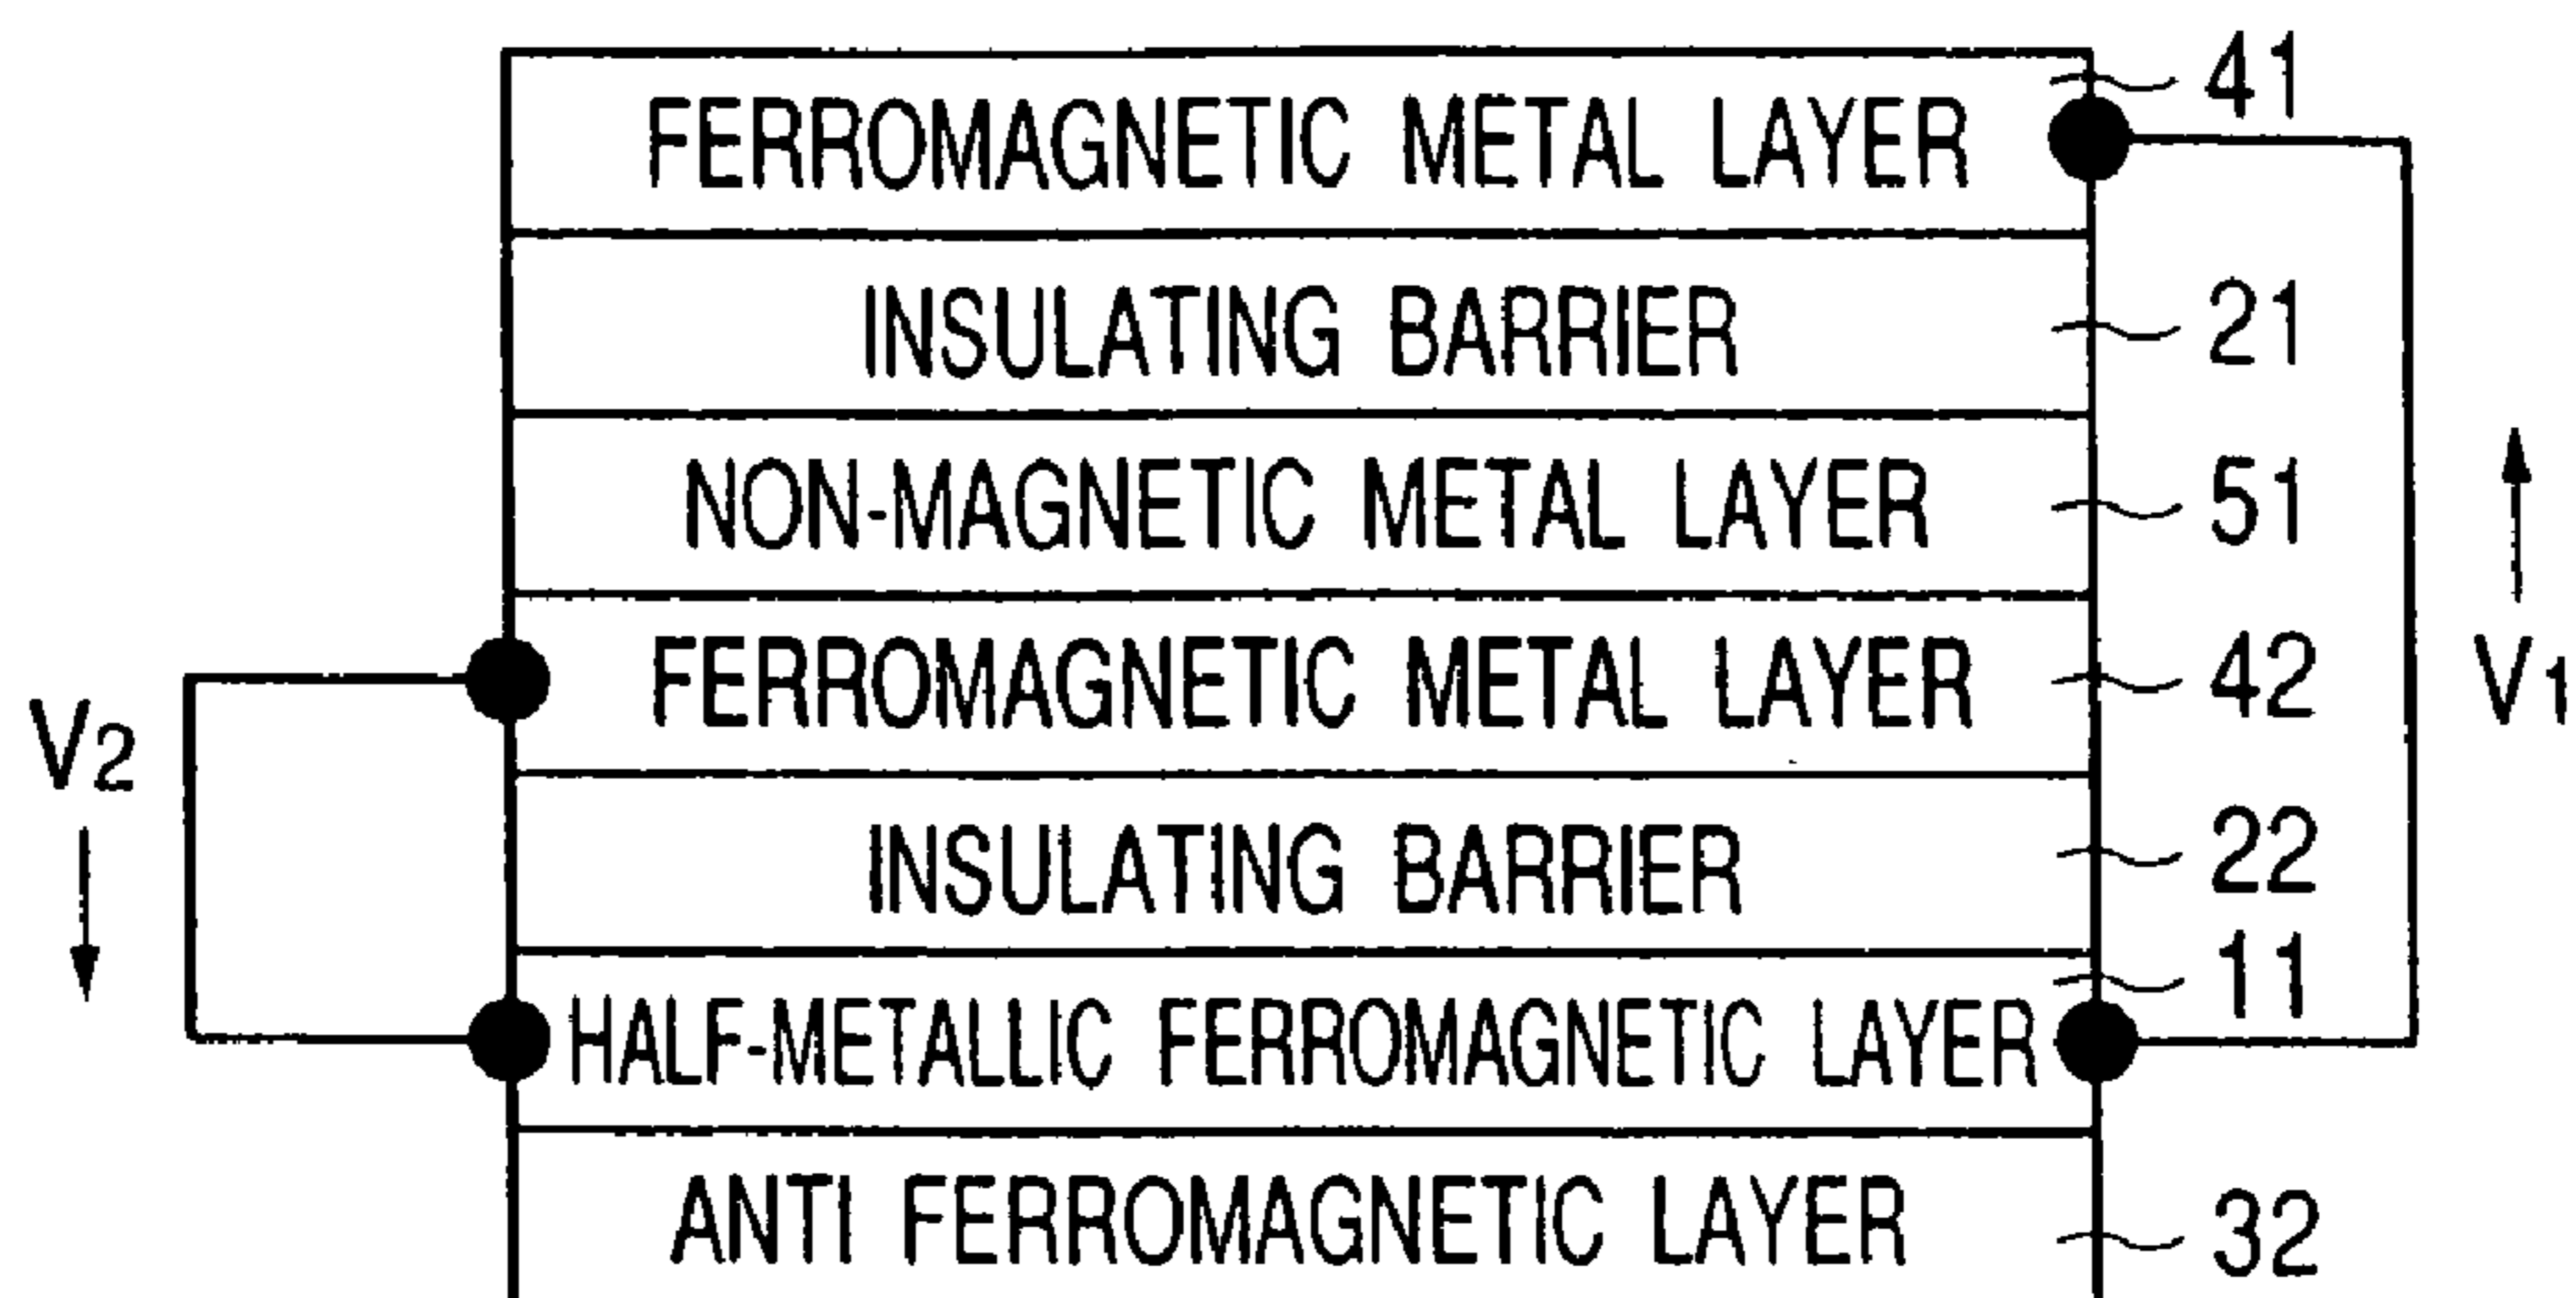 FERROMAGNETIC METAL LAYER 41
INSULATING BARRIER 21
NON-MAGNETIC METAL LAYER 51
FERROMAGNETIC METAL LAYER 42
INSULATING BARRIER 22
HALF-METALLIC FERROMAGNETIC LAYER 11
ANTI FERROMAGNETIC LAYER 32
V2
V1